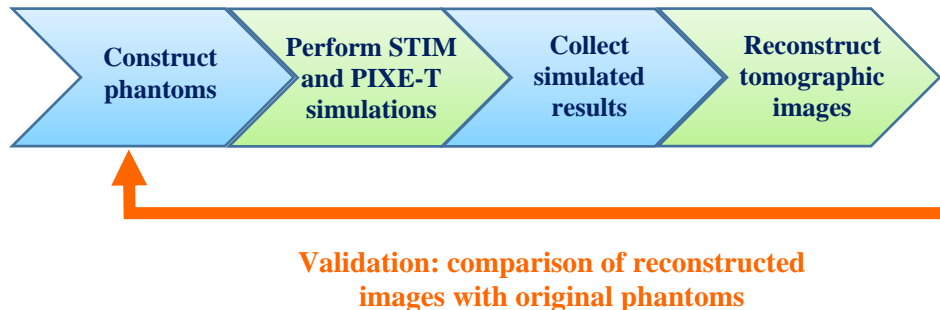 Construct
phantoms
Perform STIM
and PIXE-T
simulations
Collect
simulated
results
Reconstruct
tomographic
images
Validation: comparison of reconstructed
images with original phantoms